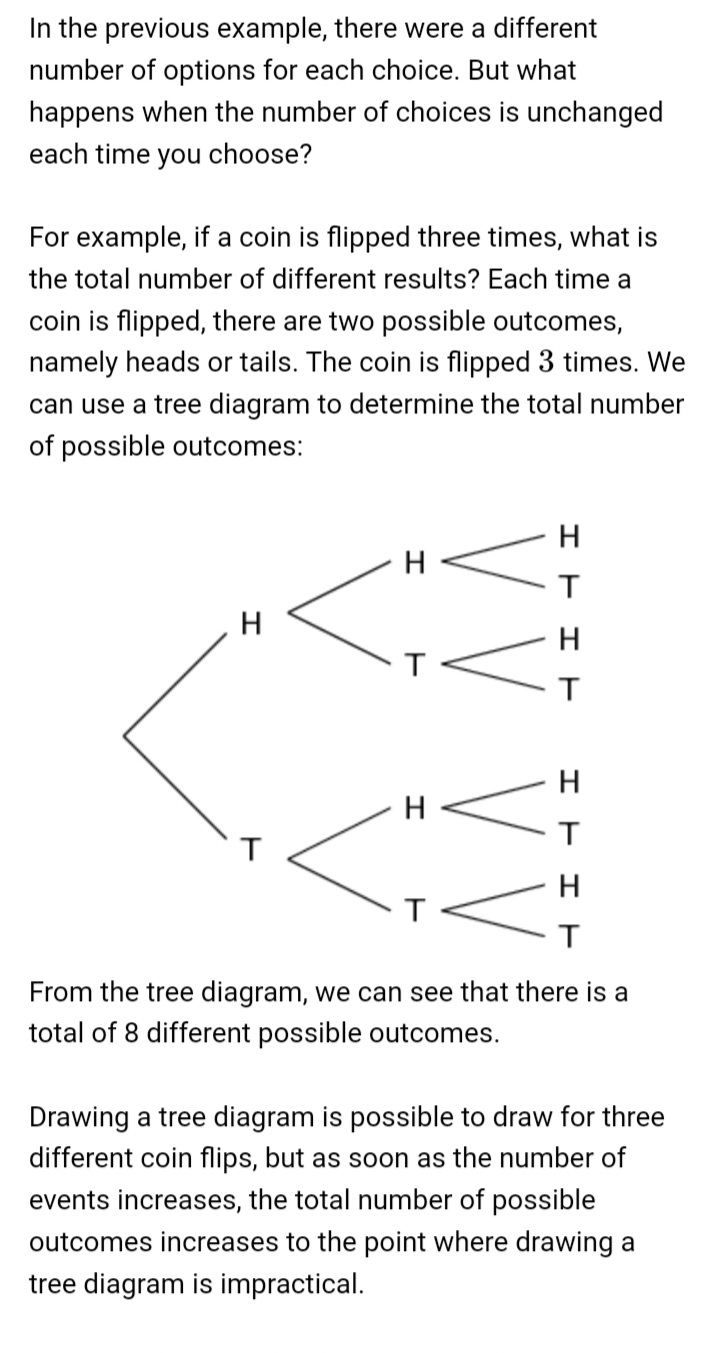 In the previous example, there were a different
number of options for each choice. But what
happens when the number of choices is unchanged
each time you choose?
For example, if a coin is flipped three times, what is
the total number of different results? Each time a
coin is flipped, there are two possible outcomes,
namely heads or tails. The coin is flipped 3 times. We
can use a tree diagram to determine the total number
of possible outcomes:
H
H
T
H
T
H
T
H
T
H
T
H
T
H
T
From the tree diagram, we can see that there is a
total of 8 different possible outcomes.
Drawing a tree diagram is possible to draw for three
different coin flips, but as soon as the number of
events increases, the total number of possible
outcomes increases to the point where drawing a
tree diagram is impractical.